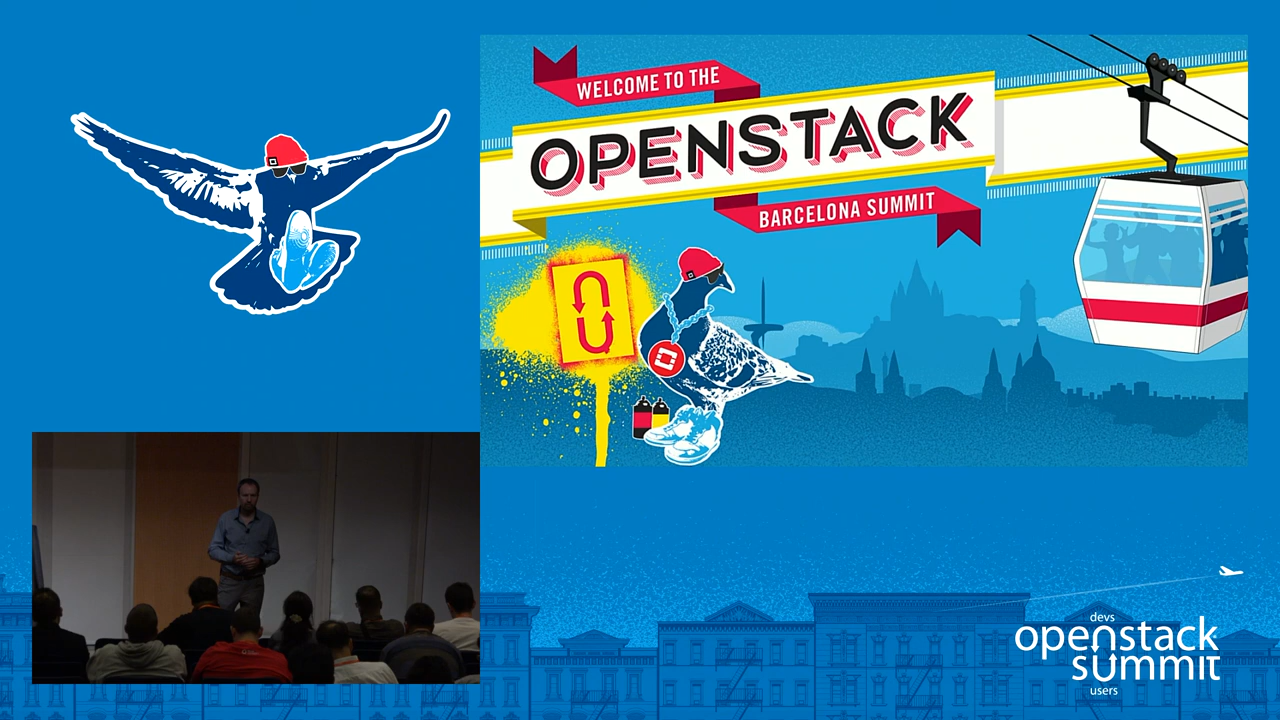 WELCOME TO THE
OPENSTACK
BARCELONA SUMMIT
devs
openstack
summit
users